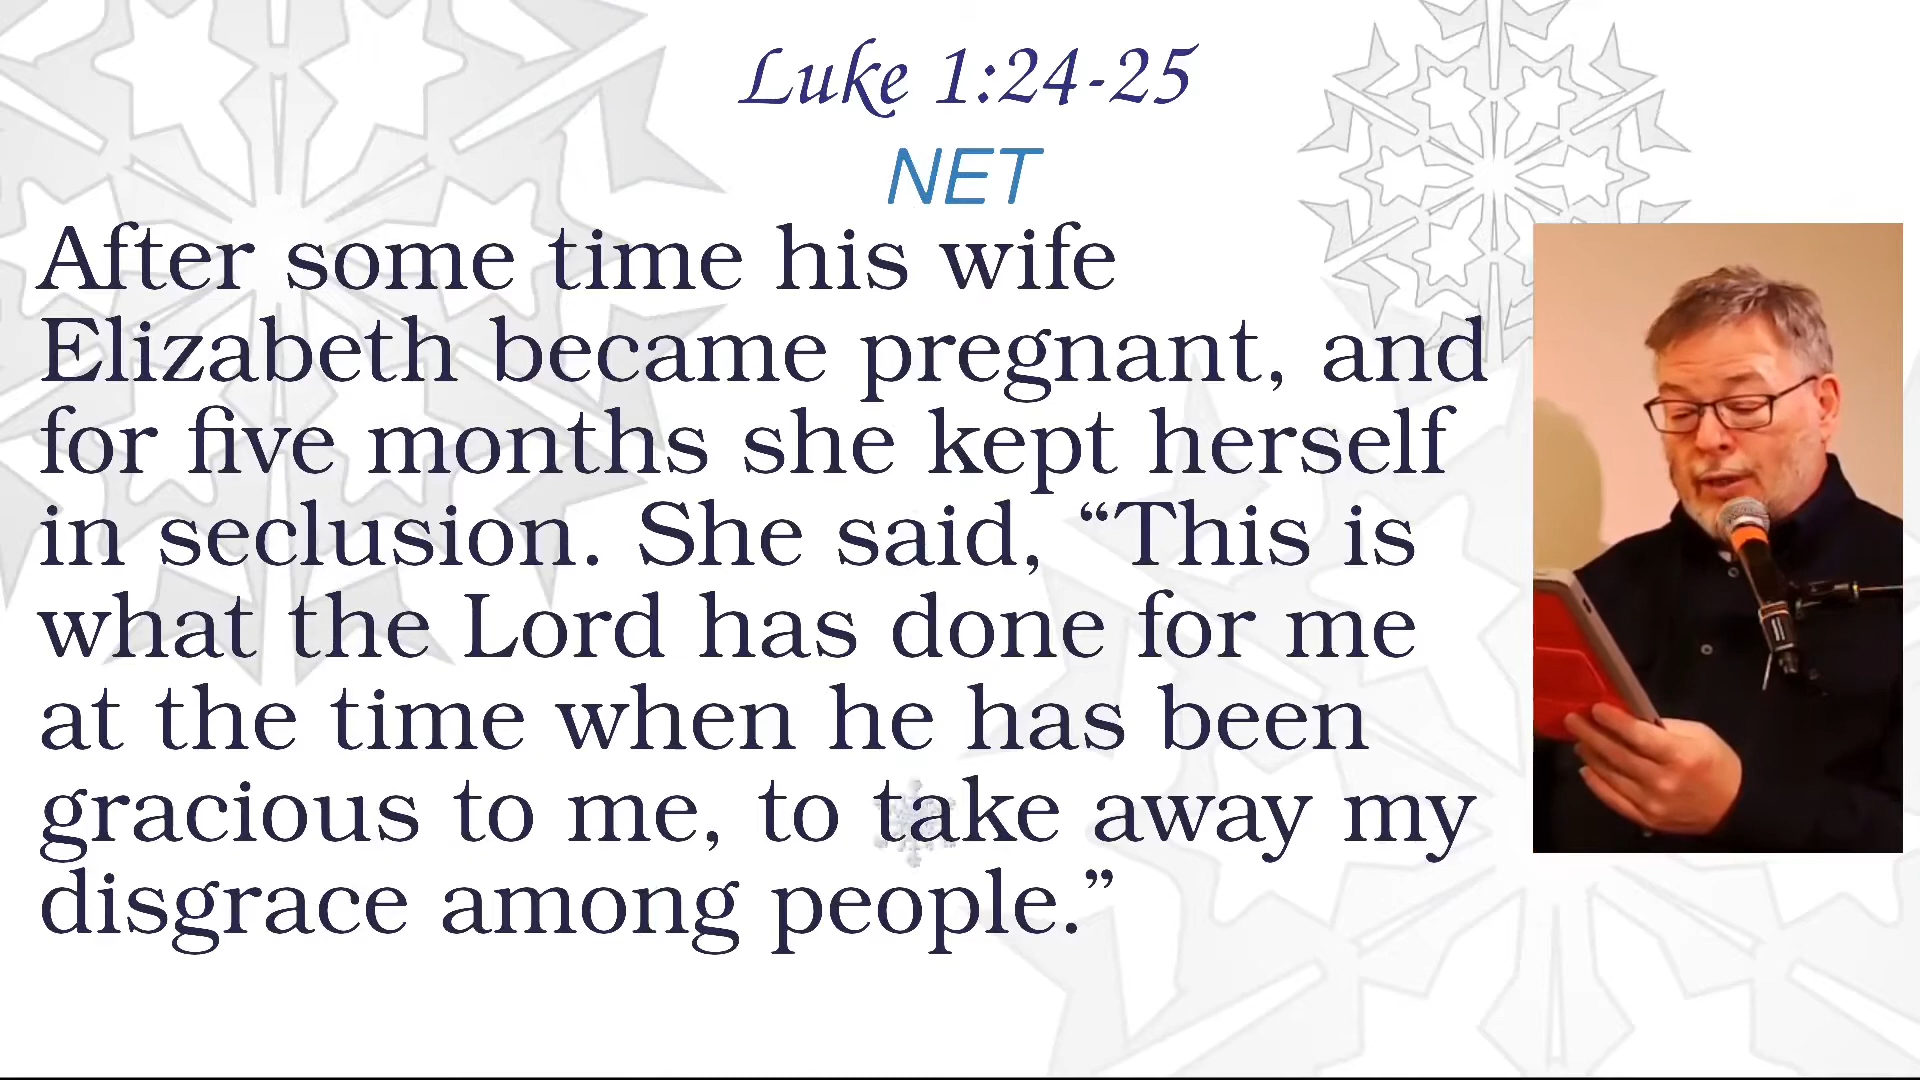 Luke 1:24-25
NET
After some time his wife
Elizabeth became pregnant, and
for five months she kept herself
in seclusion. She said, “This is
what the Lord has done for me
at the time when he has been
gracious to me, to take away my
disgrace among people.”